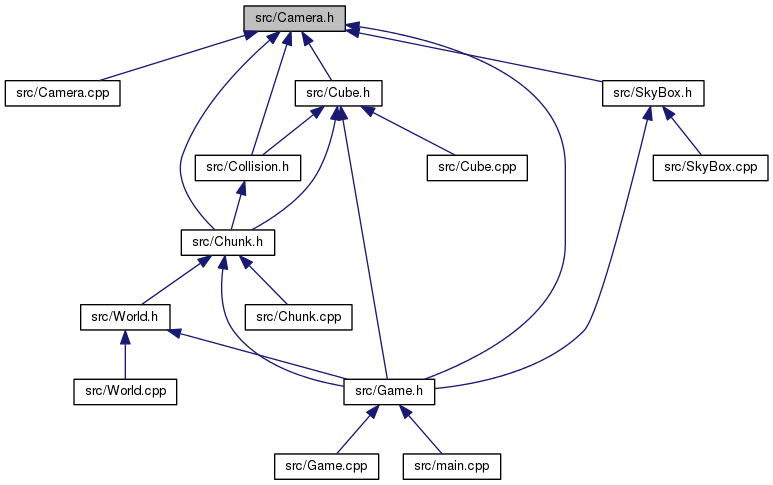 src/Camera.h
src/Camera.cpp
src/Cube.h
src/SkyBox.h
src/Collision.h
src/Cube.cpp
src/SkyBox.cpp
src/Chunk.h
src/World.h
src/Chunk.cpp
src/World.cpp
src/Game.h
src/Game.cpp
src/main.cpp